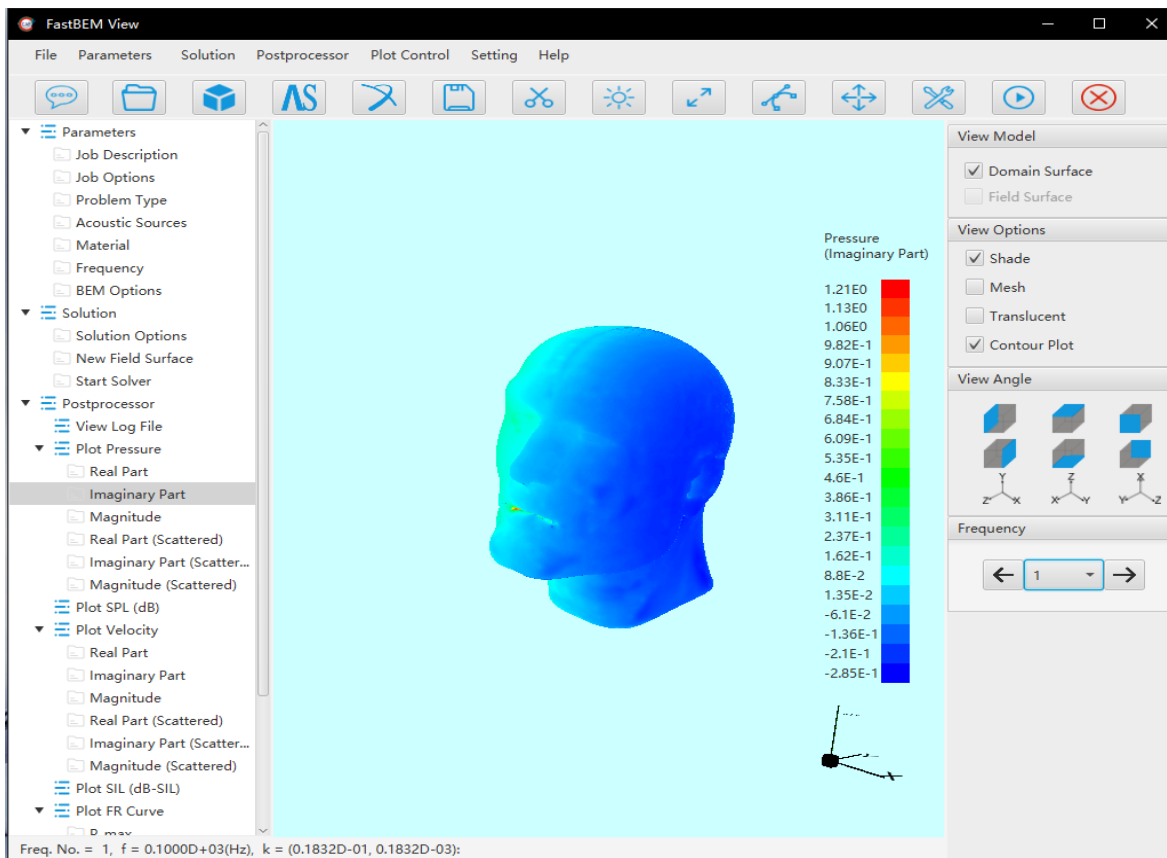 FastBEM View
File Parameters Solution Postprocessor Plot Control Setting Help
AS
Parameters
Job Description
Job Options
Problem Type
Acoustic Sources
Material
Frequency
BEM Options
Solution
Solution Options
New Field Surface
Start Solver
Postprocessor
View Log File
Plot Pressure
Real Part
Imaginary Part
Magnitude
Real Part (Scattered)
Imaginary Part (Scatter...
Magnitude (Scattered)
Plot SPL (dB)
Plot Velocity
Real Part
Imaginary Part
Magnitude
Real Part (Scattered)
Imaginary Part (Scatter...
Magnitude (Scattered)
Plot SIL (dB-SIL)
Plot FR Curve
P max
Pressure
(Imaginary Part)
1.21E0
1.13E0
1.06E0
9.82E-1
9.07E-1
8.33E-1
7.58E-1
6.84E-1
6.09E-1
5.35E-1
4.6E-1
3.86E-1
3.11E-1
2.37E-1
1.62E-1
8.8E-2
1.35E-2
-6.1E-2
-1.36E-1
-2.1E-1
-2.85E-1
X
View Model
Domain Surface
Field Surface
View Options
Shade
Mesh
Translucent
Contour Plot
View Angle
Y Z X
Z X X Y Y Z
Frequency
1
Freq. No. = 1, f = 0.1000D+03(Hz), k = (0.1832D-01, 0.1832D-03):